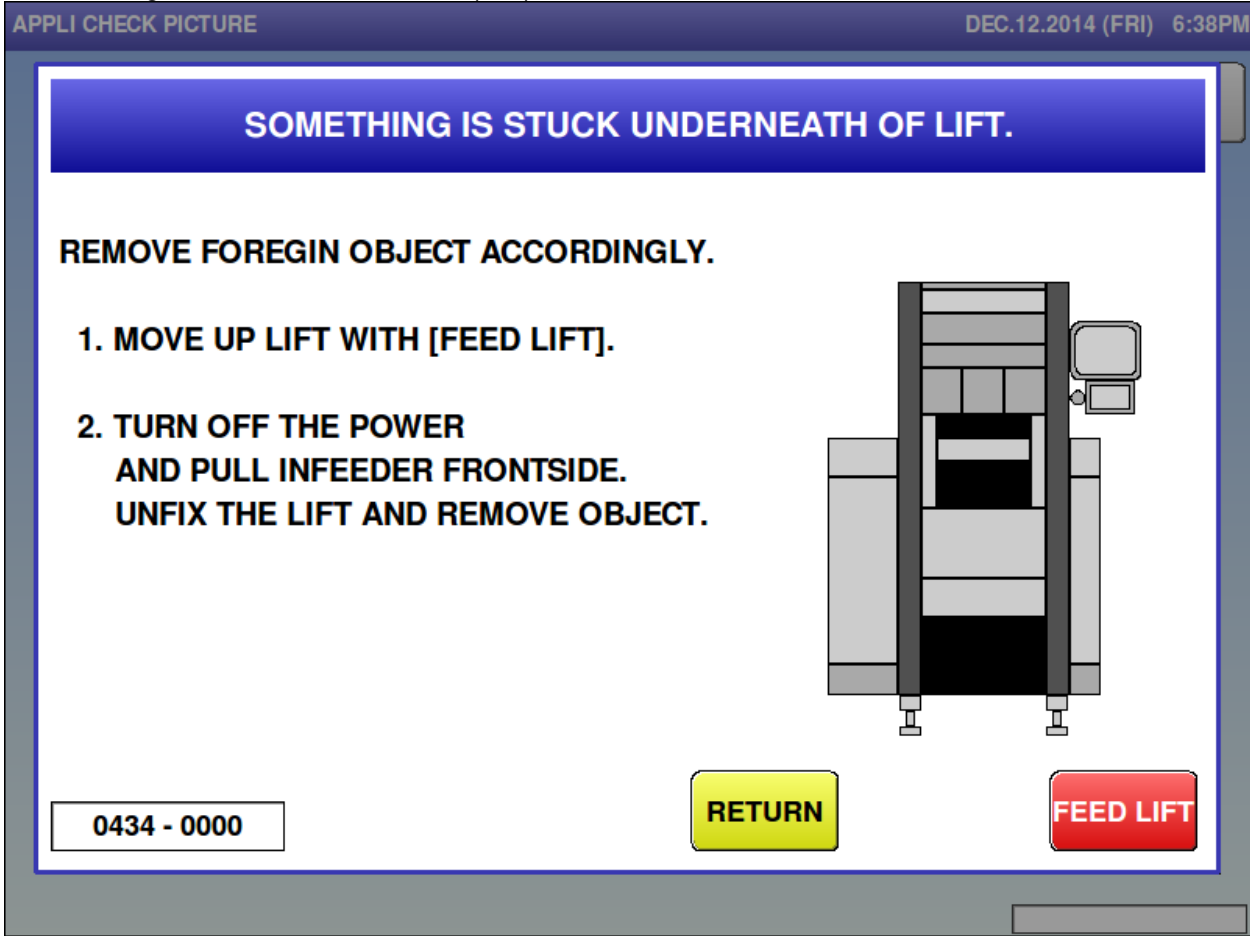 APPLI CHECK PICTURE
DEC.12.2014 (FRI) 6:38PM
SOMETHING IS STUCK UNDERNEATH OF LIFT.
REMOVE FOREGIN OBJECT ACCORDINGLY.
1. MOVE UP LIFT WITH [FEED LIFT].
2. TURN OFF THE POWER
AND PULL INFEEDER FRONTSIDE.
UNFIX THE LIFT AND REMOVE OBJECT.
0434 - 0000
RETURN
FEED LIFT